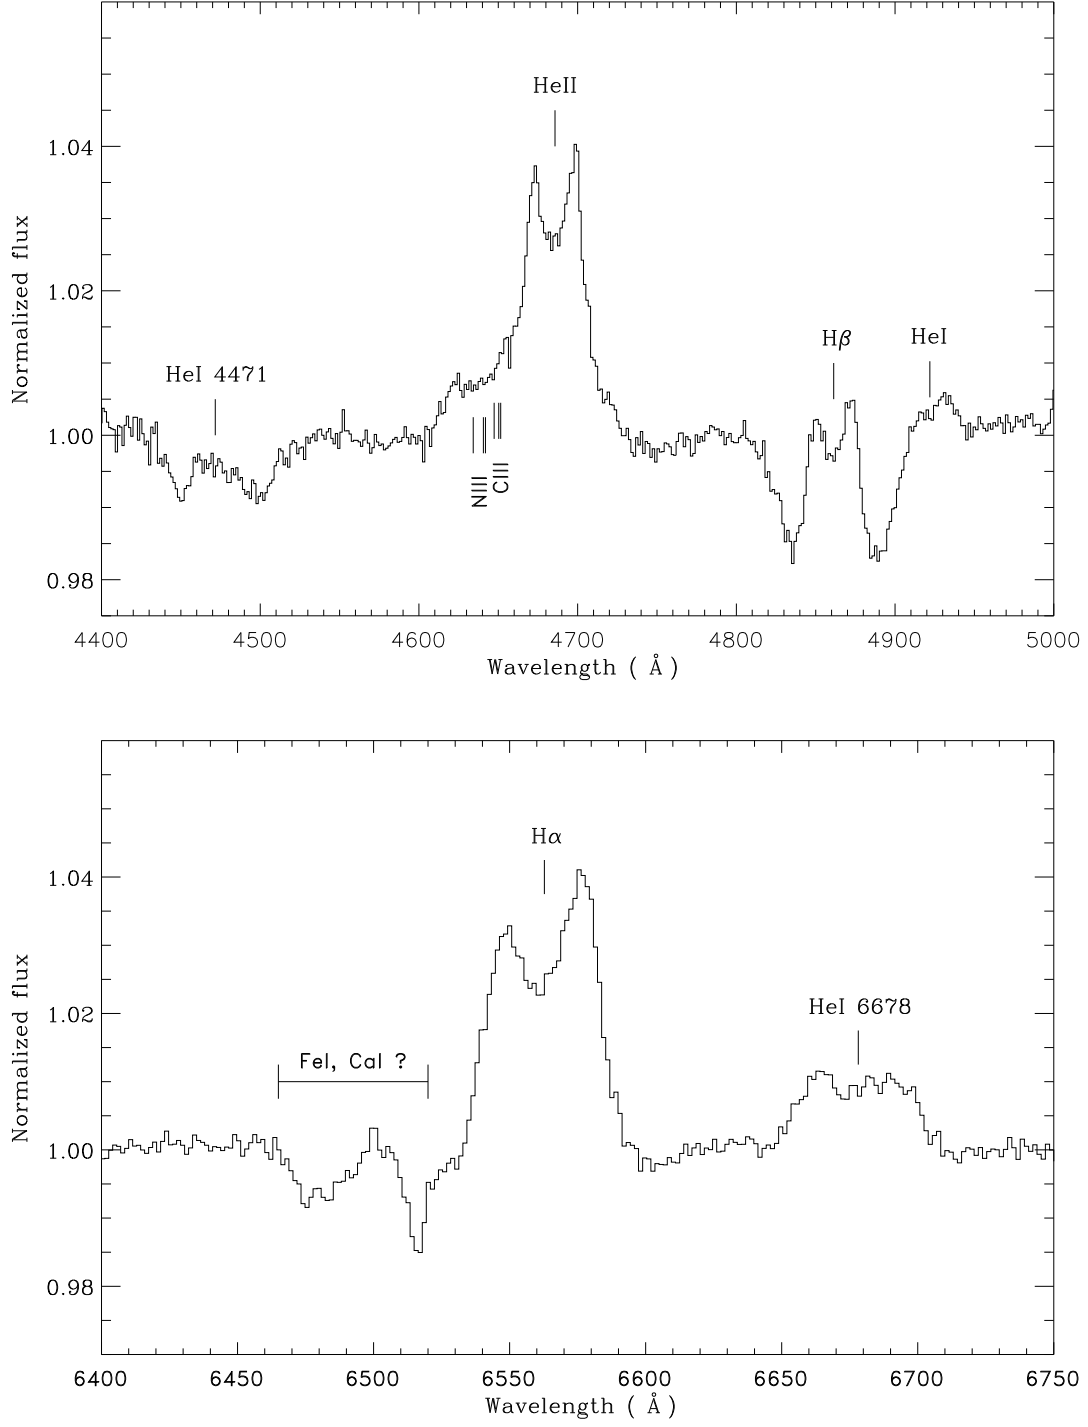 HeII
1.04
1.02
Hβ HeI
HeI 4471
1.00
NIII
CIII
0.98
Normalized flux
4400 4500 4600 4700 4800 4900 5000
Wavelength ( Å )
Hα
1.04
HeI 6678
1.02
FeI, CaI ?
1.00
0.98
Normalized flux
6400 6450 6500 6550 6600 6650 6700 6750
Wavelength ( Å )